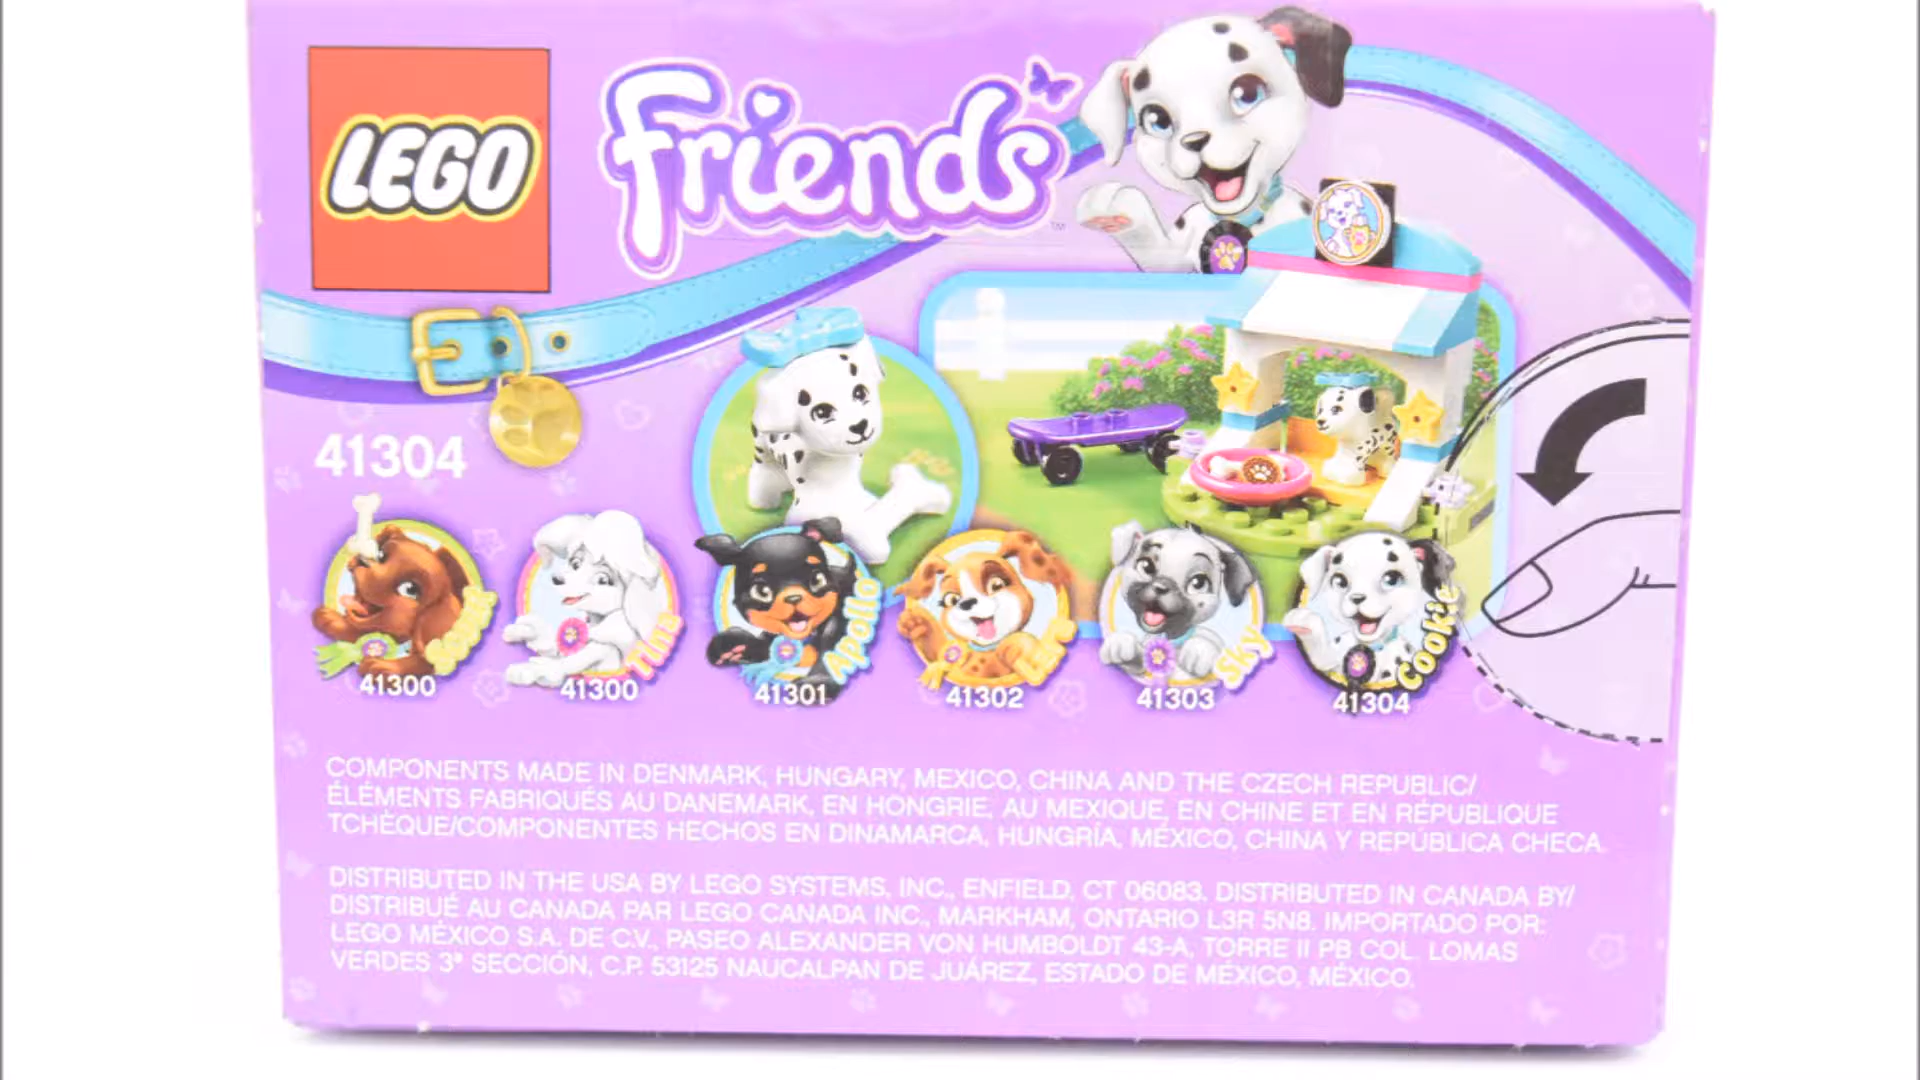 LEGO
Friends™
41304
Scout
Tina
Apollo
Sky
Cookie
41300
41300
41301
41302
41303
41304
COMPONENTS MADE IN DENMARK, HUNGARY, MEXICO, CHINA AND THE CZECH REPUBLIC/
ÉLÉMENTS FABRIQUÉS AU DANEMARK, EN HONGRIE, AU MEXIQUE, EN CHINE ET EN RÉPUBLIQUE
TCHÈQUE/COMPONENTES HECHOS EN DINAMARCA, HUNGRÍA, MÉXICO, CHINA Y REPÚBLICA CHECA.
DISTRIBUTED IN THE USA BY LEGO SYSTEMS, INC., ENFIELD, CT 06083. DISTRIBUTED IN CANADA BY/
DISTRIBUÉ AU CANADA PAR LEGO CANADA INC., MARKHAM, ONTARIO L3R 5N8. IMPORTADO POR:
LEGO MÉXICO S.A. DE C.V., PASEO ALEXANDER VON HUMBOLDT 43-A, TORRE II PB COL. LOMAS
VERDES 3ª SECCIÓN, C.P. 53125 NAUCALPAN DE JUÁREZ, ESTADO DE MÉXICO, MÉXICO.